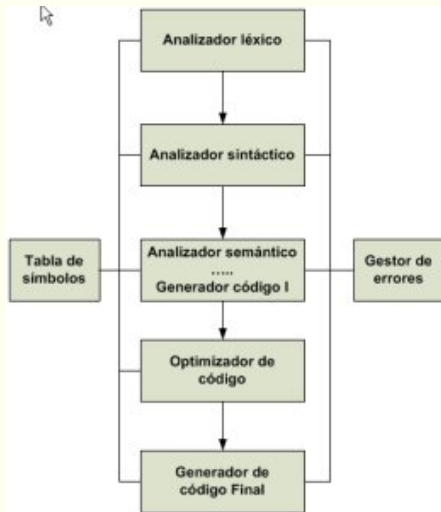 Analizador léxico
Analizador sintáctico
Tabla de
símbolos
Analizador semántico
.....
Generador código I
Gestor de
errores
Optimizador de
código
Generador de
código Final